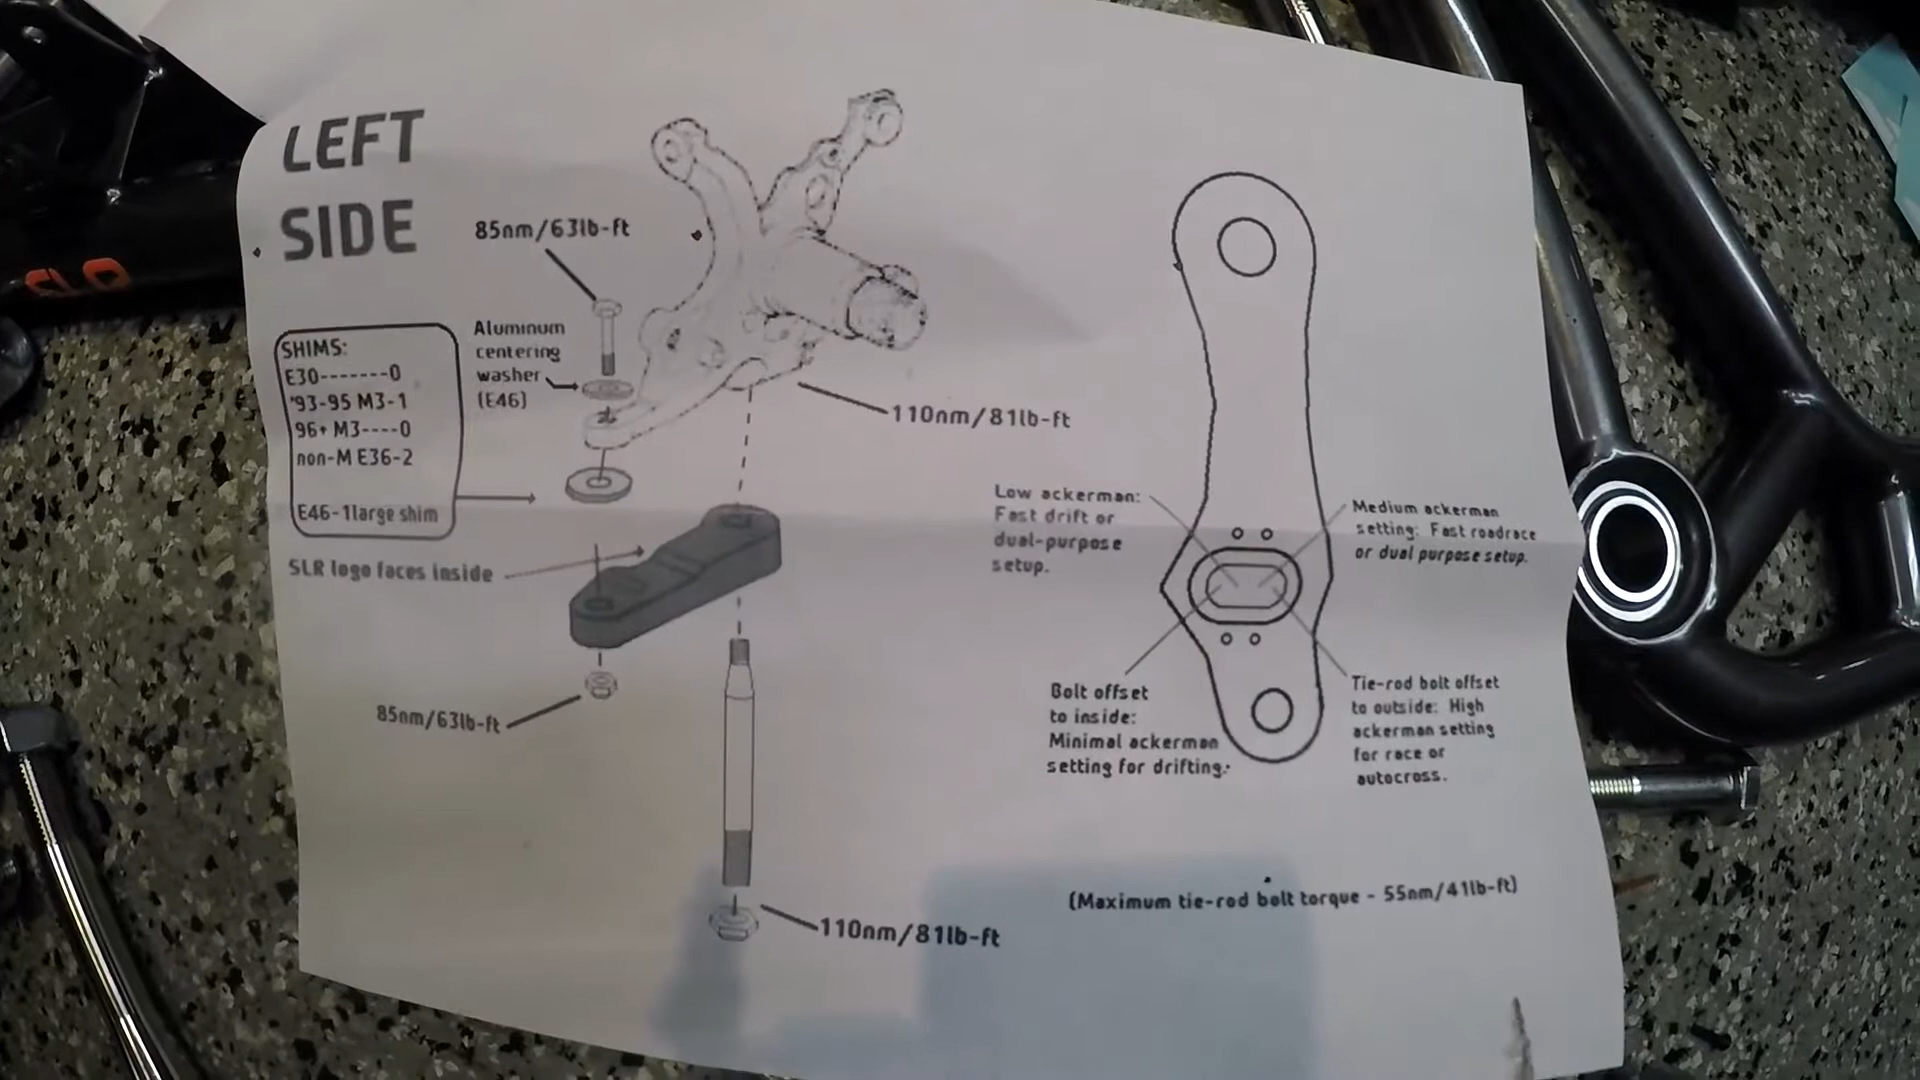 LEFT
SIDE
SLR
85nm/63lb-ft
Aluminum
centering
washer
(E46)
SHIMS:
E30-------0
'93-95 M3-1
96+ M3----0
non-M E36-2
E46-1large shim
110nm/81lb-ft
SLR logo faces inside
85nm/63lb-ft
110nm/81lb-ft
Low ackerman:
Fast drift or
dual-purpose
setup.
Medium ackerman
setting: Fast roadrace
or dual purpose setup.
Bolt offset
to inside:
Minimal ackerman
setting for drifting.
Tie-rod bolt offset
to outside: High
ackerman setting
for race or
autocross.
(Maximum tie-rod bolt torque - 55nm/41lb-ft)